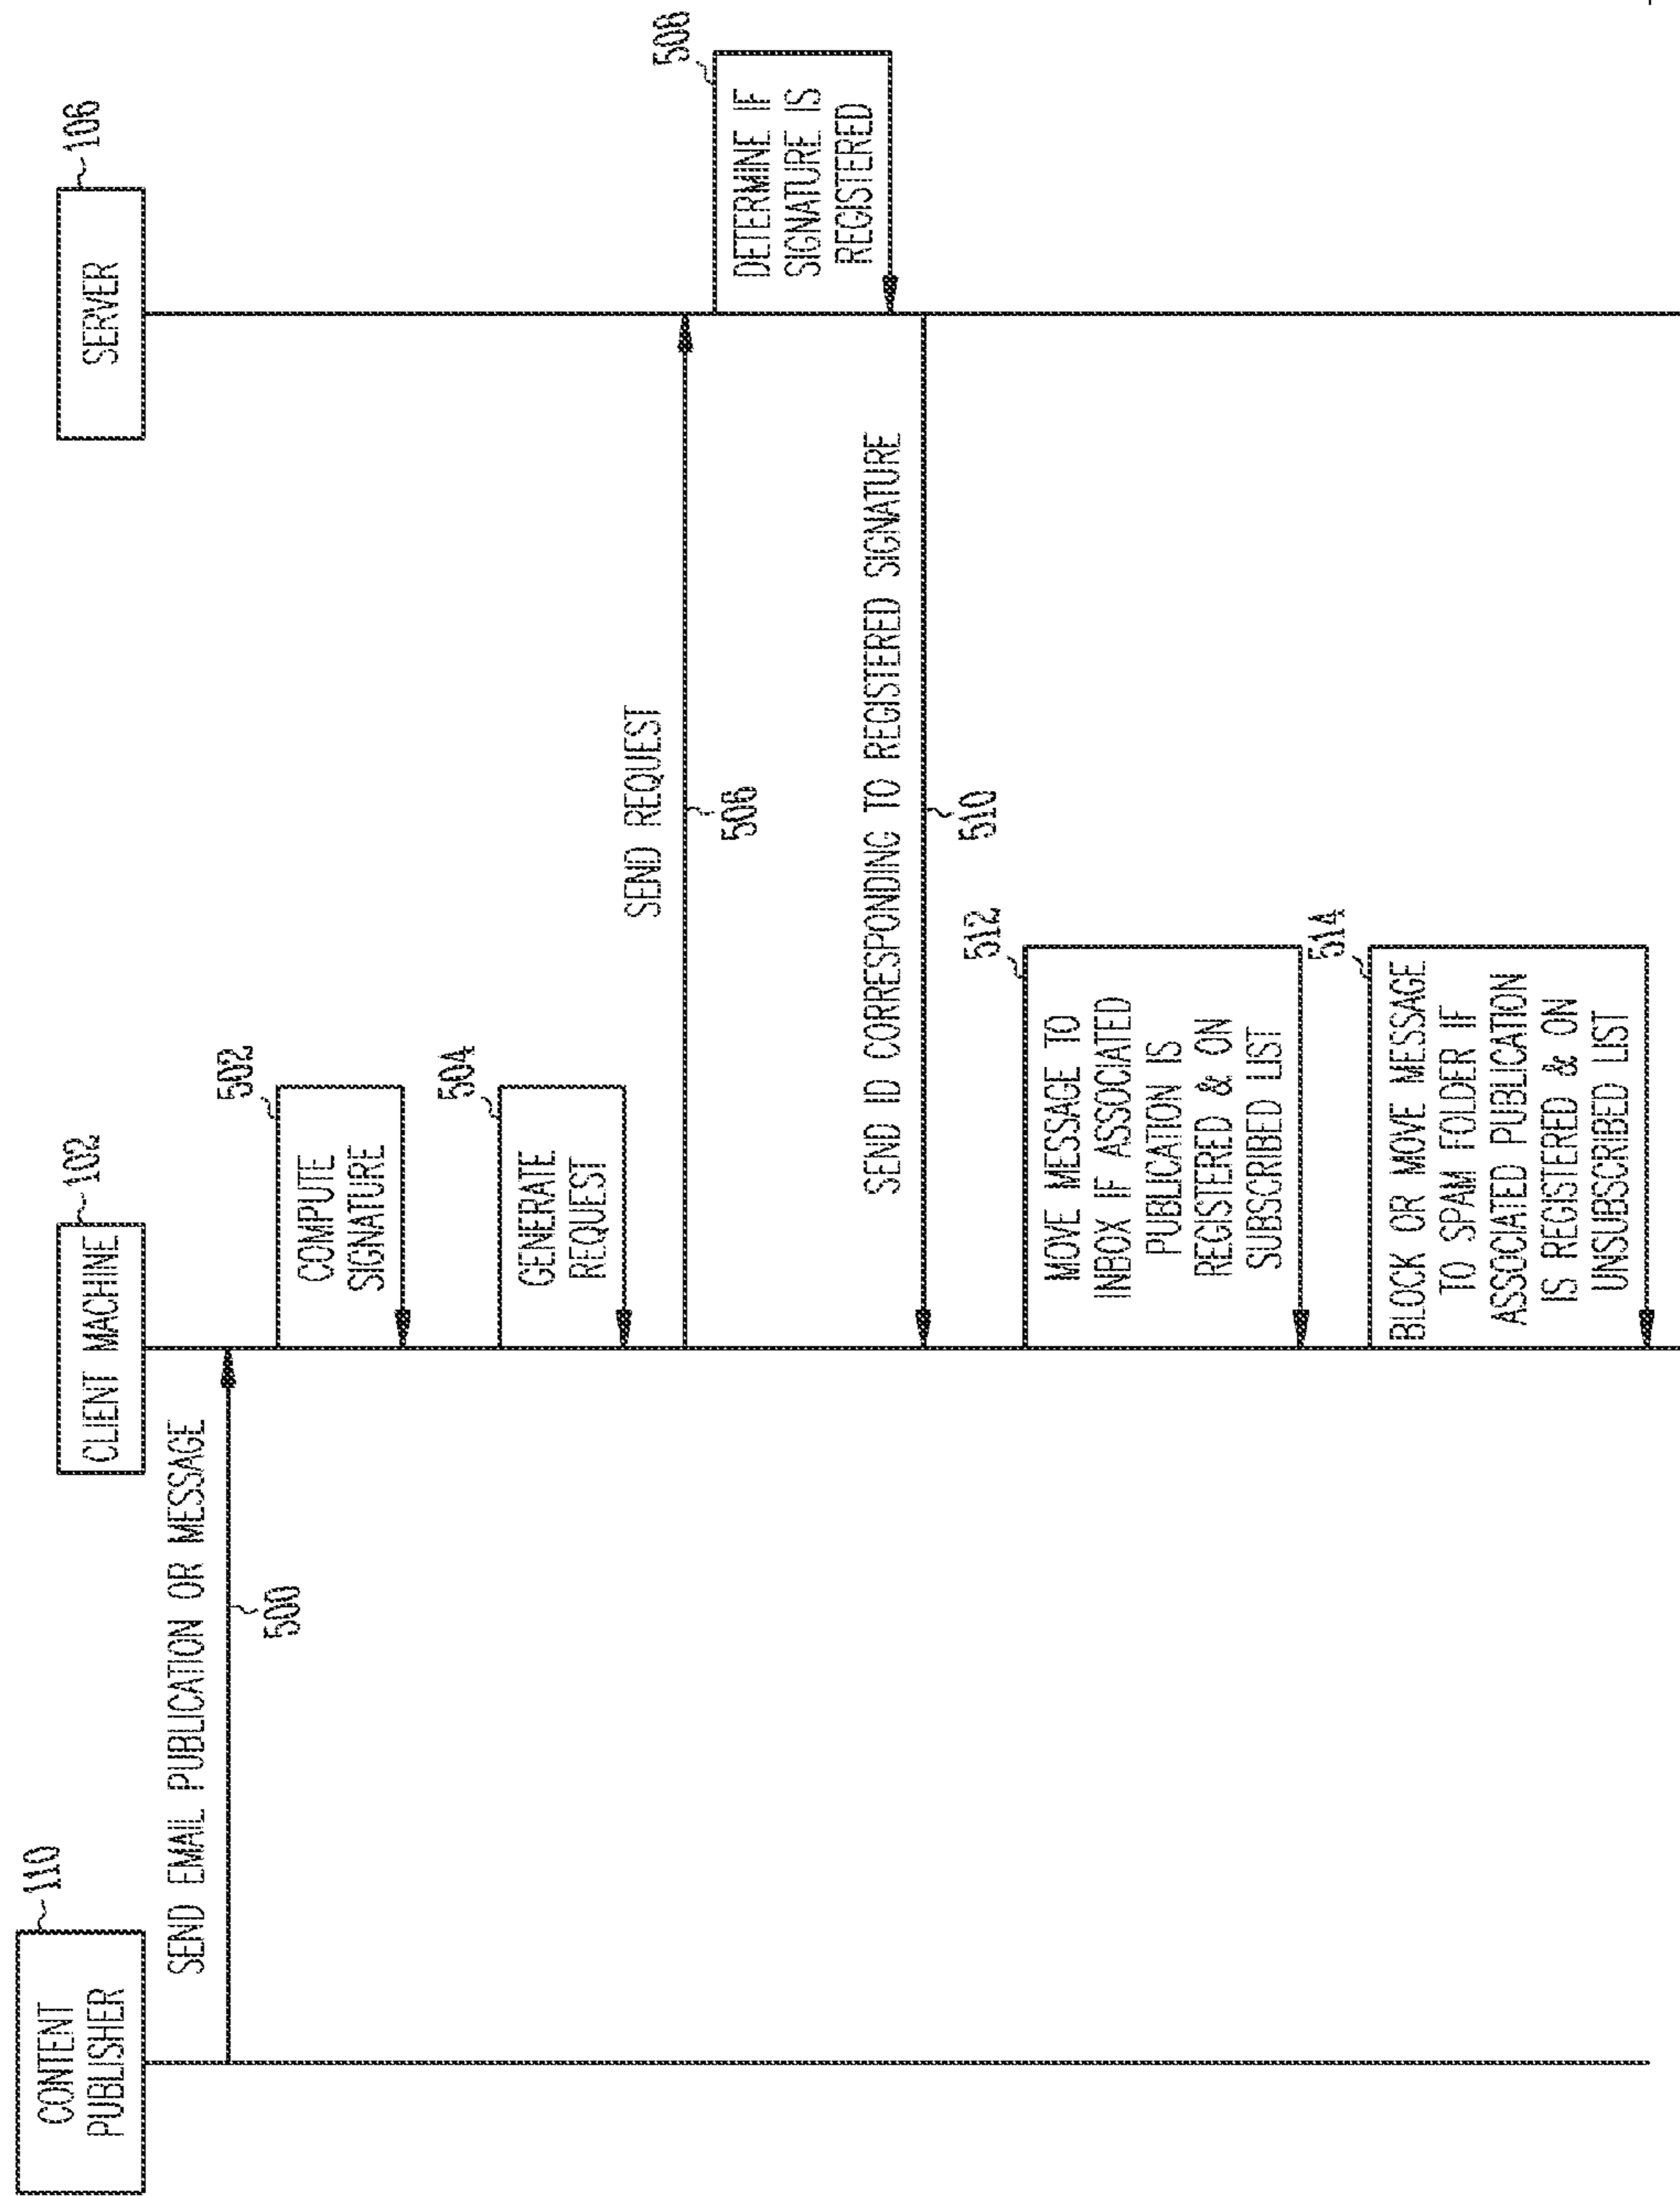 CONTENT
PUBLISHER
110
CLIENT MACHINE
102
SERVER
106
SEND EMAIL PUBLICATION OR MESSAGE
500
COMPUTE
SIGNATURE
502
GENERATE
REQUEST
504
SEND REQUEST
506
DETERMINE IF
SIGNATURE IS
REGISTERED
508
SEND ID CORRESPONDING TO REGISTERED SIGNATURE
510
MOVE MESSAGE TO
INBOX IF ASSOCIATED
PUBLICATION IS
REGISTERED & ON
SUBSCRIBED LIST
512
BLOCK OR MOVE MESSAGE
TO SPAM FOLDER IF
ASSOCIATED PUBLICATION
IS REGISTERED & ON
UNSUBSCRIBED LIST
514